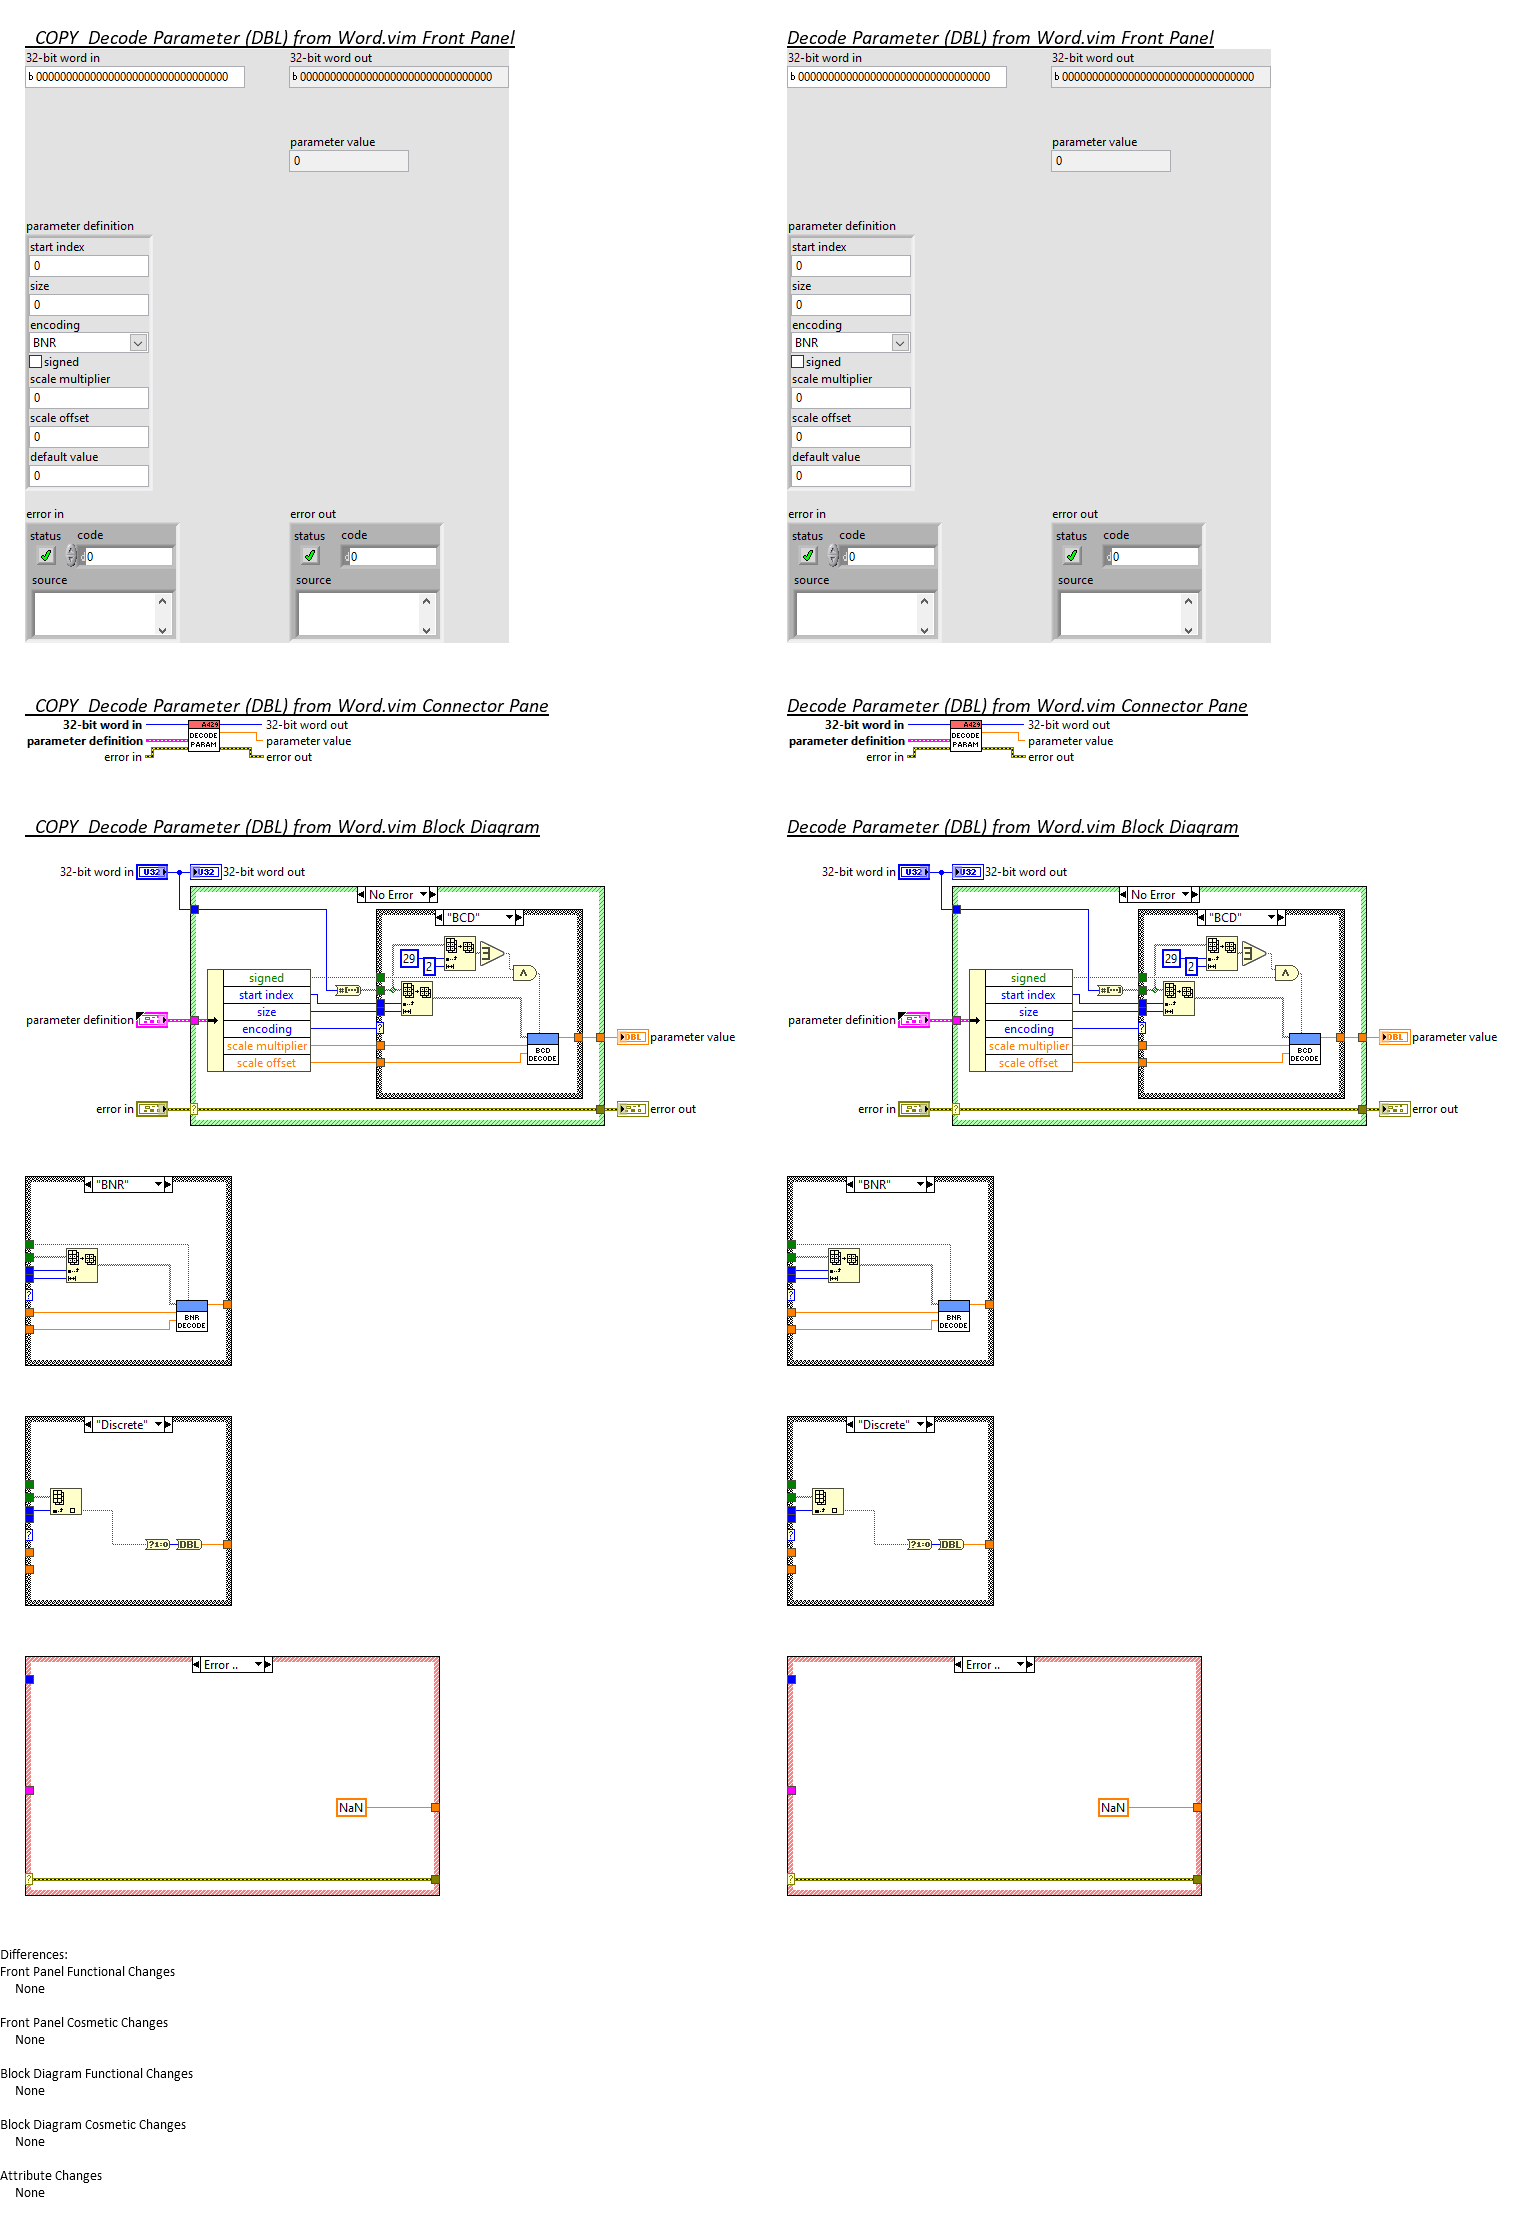 _COPY_Decode Parameter (DBL) from Word.vim Front Panel
32-bit word in
32-bit word out
b 00000000000000000000000000000000
b 00000000000000000000000000000000
parameter value
0
parameter definition
start index
0
size
0
encoding
BNR
signed
scale multiplier
0
scale offset
0
default value
0
error in
error out
status code
status code
0
0
source
source
Decode Parameter (DBL) from Word.vim Front Panel
32-bit word in
32-bit word out
b 00000000000000000000000000000000
b 00000000000000000000000000000000
parameter value
0
parameter definition
start index
0
size
0
encoding
BNR
signed
scale multiplier
0
scale offset
0
default value
0
error in
error out
status code
status code
0
0
source
source
_COPY_Decode Parameter (DBL) from Word.vim Connector Pane
32-bit word in
A429
32-bit word out
parameter definition
DECODE
PARAM
parameter value
error in
error out
Decode Parameter (DBL) from Word.vim Connector Pane
32-bit word in
A429
32-bit word out
parameter definition
DECODE
PARAM
parameter value
error in
error out
_COPY_Decode Parameter (DBL) from Word.vim Block Diagram
32-bit word in
U32
U32
32-bit word out
No Error
"BCD"
29
2
signed
start index
size
encoding
scale multiplier
scale offset
parameter definition
BCD
DECODE
DBL
parameter value
error in
error out
Decode Parameter (DBL) from Word.vim Block Diagram
32-bit word in
U32
U32
32-bit word out
No Error
"BCD"
29
2
signed
start index
size
encoding
scale multiplier
scale offset
parameter definition
BCD
DECODE
DBL
parameter value
error in
error out
"BNR"
BNR
DECODE
"BNR"
BNR
DECODE
"Discrete"
?1:0
DBL
"Discrete"
?1:0
DBL
Error ..
NaN
?
Error ..
NaN
?
Differences:
Front Panel Functional Changes
None
Front Panel Cosmetic Changes
None
Block Diagram Functional Changes
None
Block Diagram Cosmetic Changes
None
Attribute Changes
None